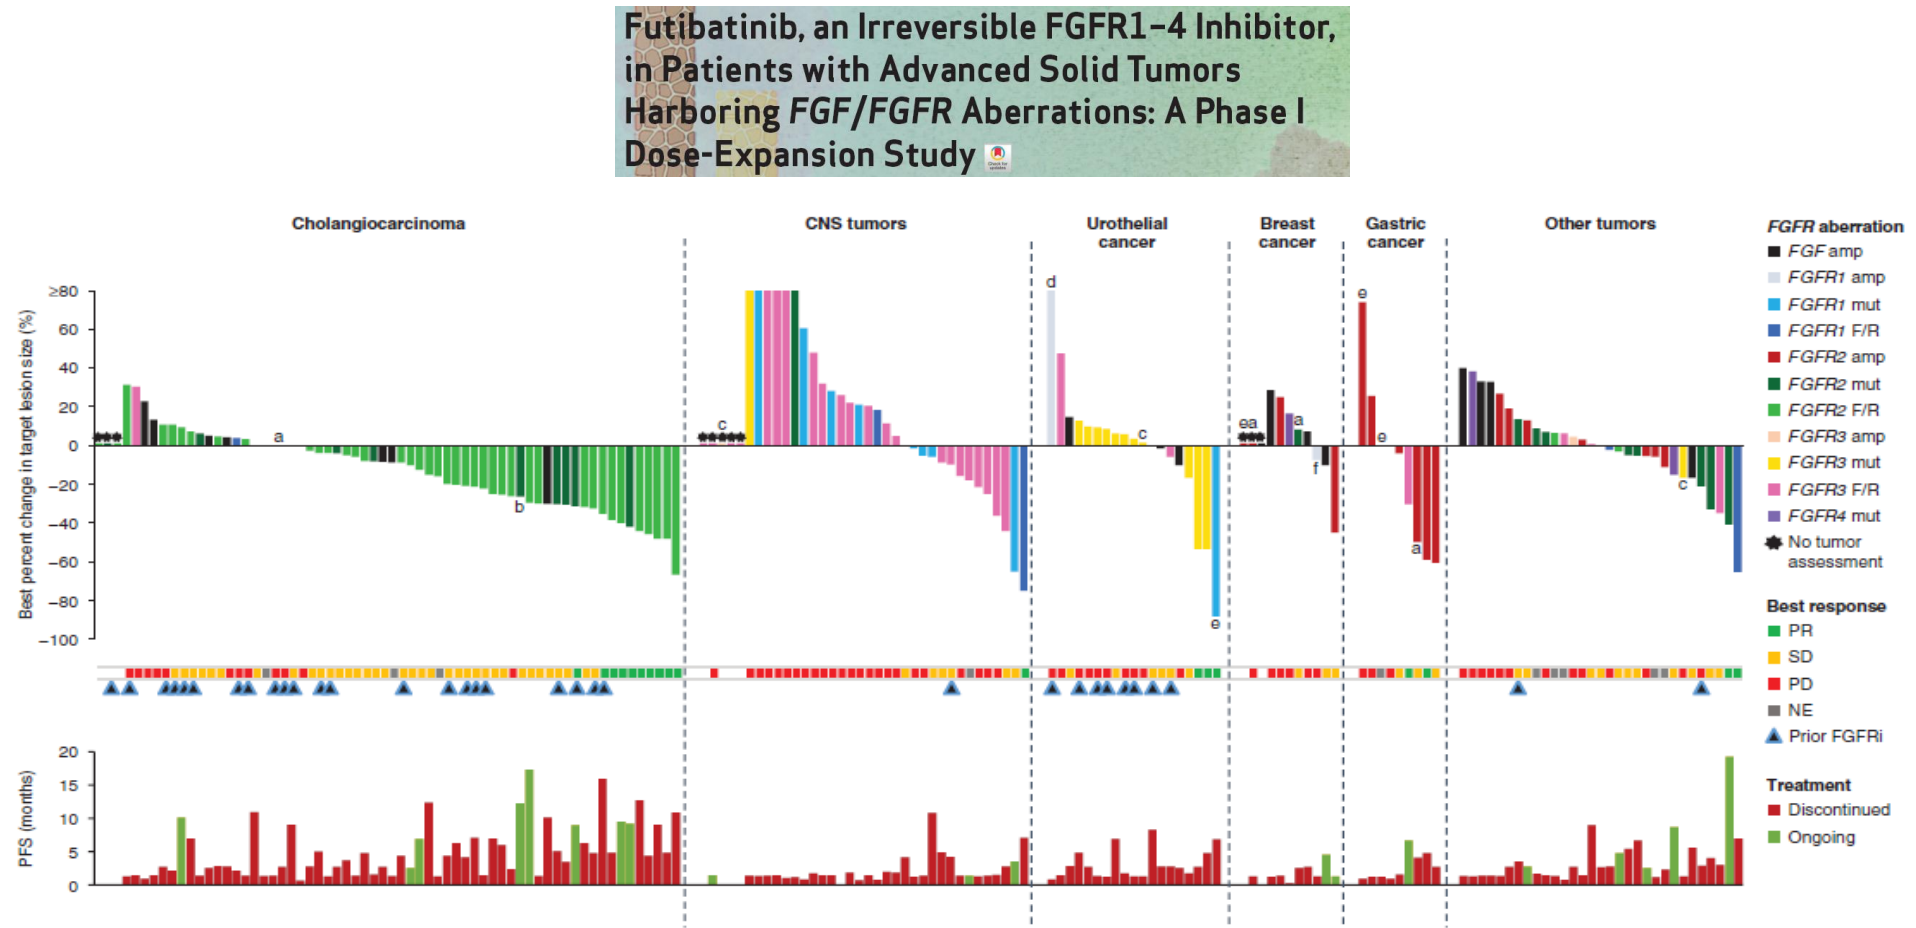 Futibatinib, an Irreversible FGFR1–4 Inhibitor,
in Patients with Advanced Solid Tumors
Harboring FGF/FGFR Aberrations: A Phase I
Dose-Expansion Study
Check for
updates
Cholangiocarcinoma
CNS tumors
Urothelial
cancer
Breast
cancer
Gastric
cancer
Other tumors
Best percent change in target lesion size (%)
≥80
60
40
20
0
−20
−40
−60
−80
−100
a
b
c
d
c
e
ea
a
f
e
e
a
c
FGFR aberration
FGF amp
FGFR1 amp
FGFR1 mut
FGFR1 F/R
FGFR2 amp
FGFR2 mut
FGFR2 F/R
FGFR3 amp
FGFR3 mut
FGFR3 F/R
FGFR4 mut
No tumor
assessment
Best response
PR
SD
PD
NE
Prior FGFRi
PFS (months)
20
15
10
5
0
Treatment
Discontinued
Ongoing